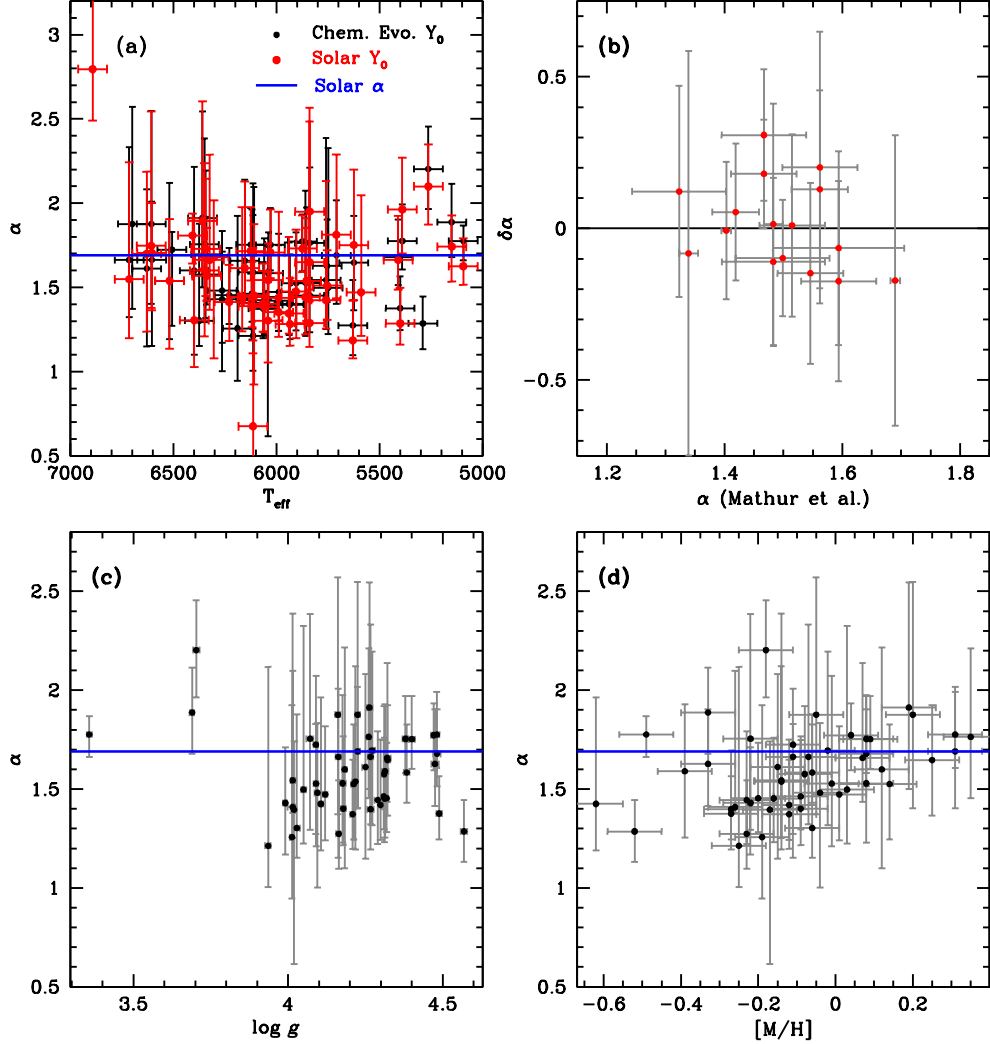 (a)
Chem. Evo. Y₀
Solar Y₀
Solar α
3
2.5
2
1.5
1
0.5
α
7000 6500 6000 5500 5000
T_eff
(b)
0.5
0
−0.5
δα
1.2 1.4 1.6 1.8
α (Mathur et al.)
(c)
2.5
2
1.5
1
0.5
α
3.5 4 4.5
log g
(d)
2.5
2
1.5
1
0.5
α
−0.6 −0.4 −0.2 0 0.2
[M/H]